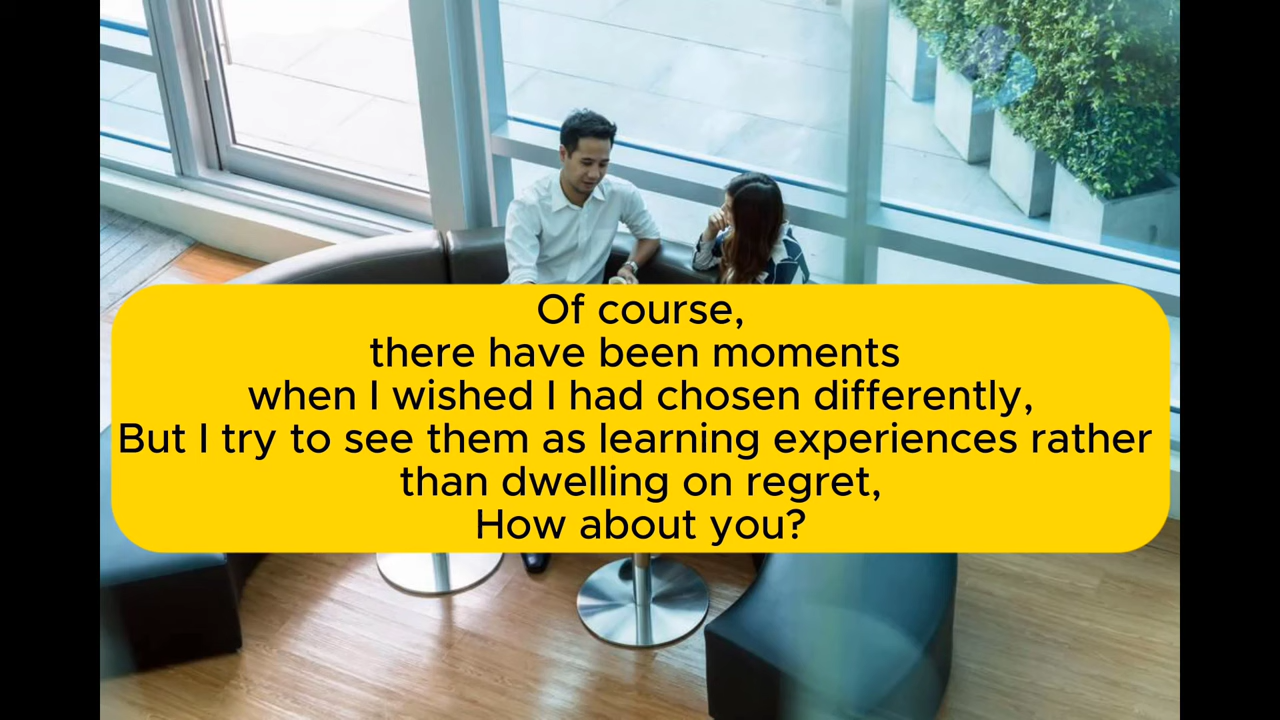 Of course,
there have been moments
when I wished I had chosen differently,
But I try to see them as learning experiences rather
than dwelling on regret,
How about you?